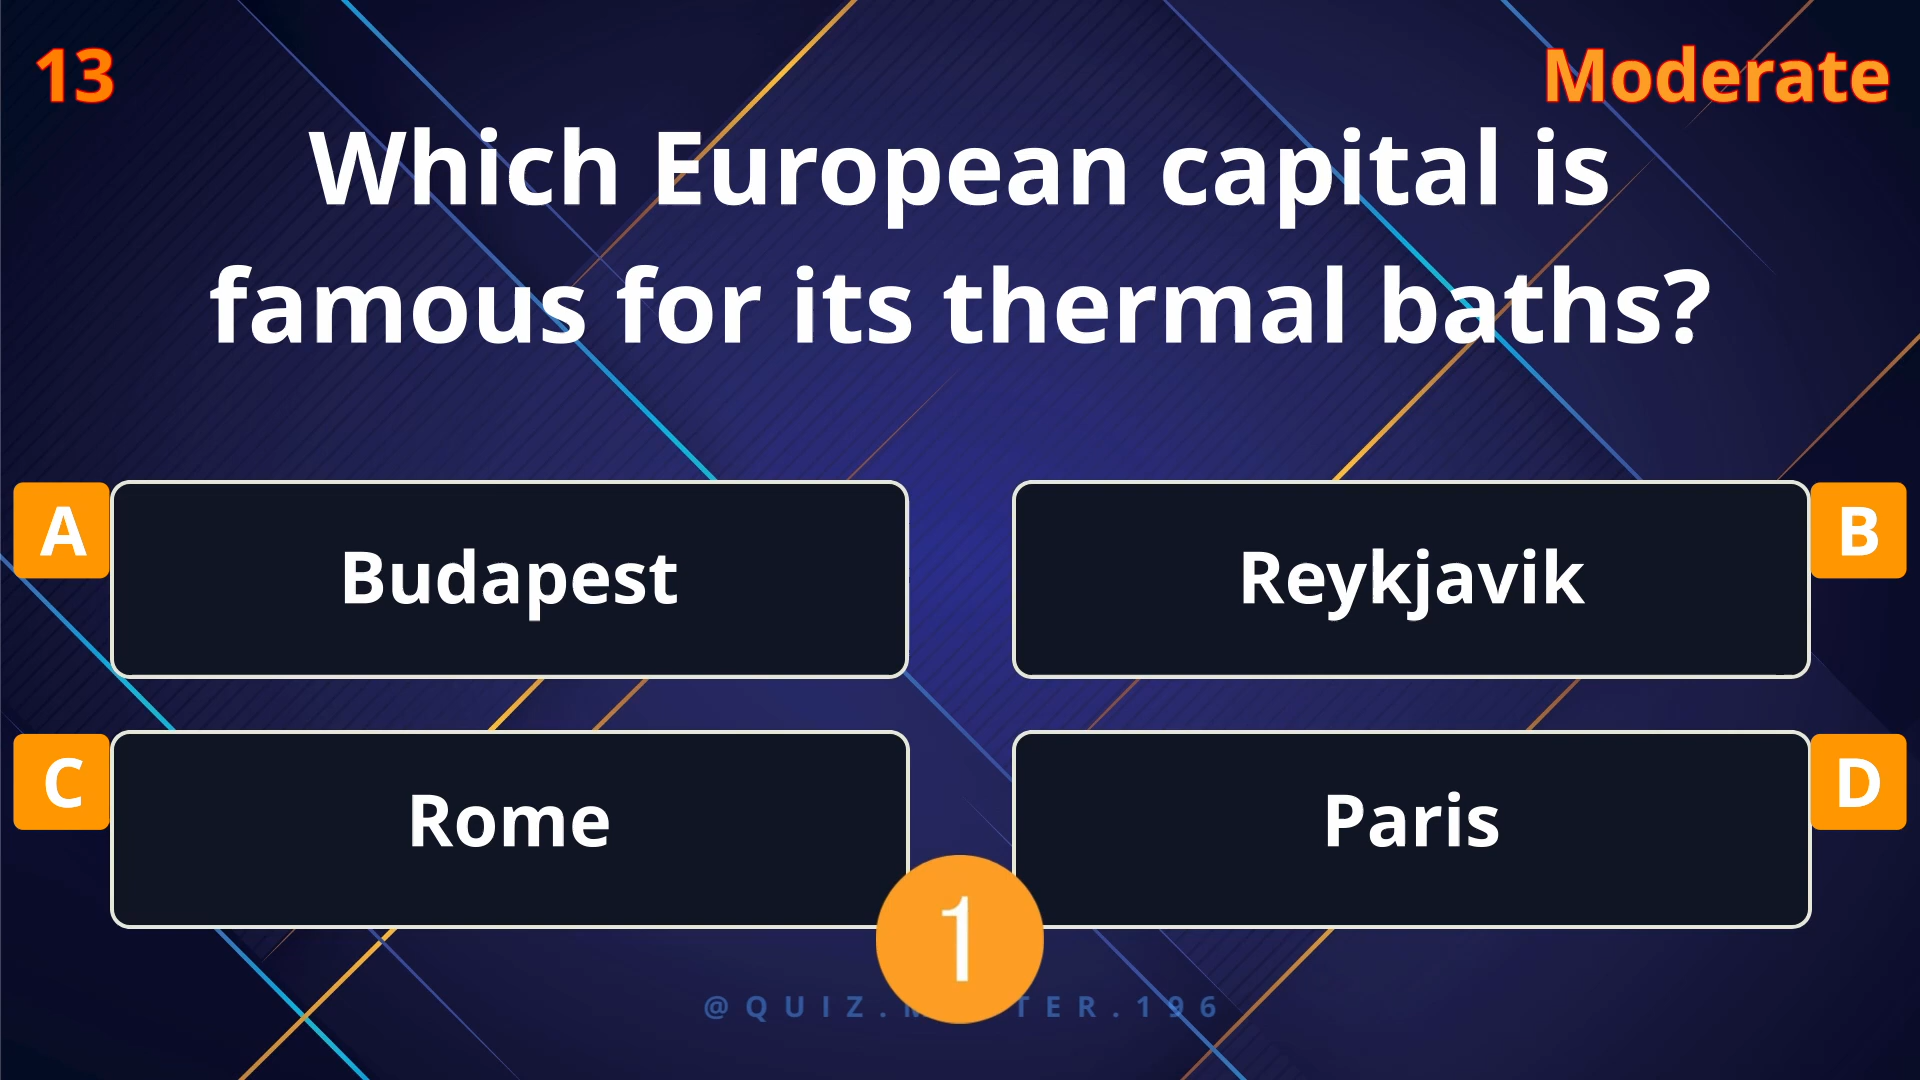 13
Moderate
Which European capital is
famous for its thermal baths?
A
Budapest
B
Reykjavik
C
Rome
D
Paris
1